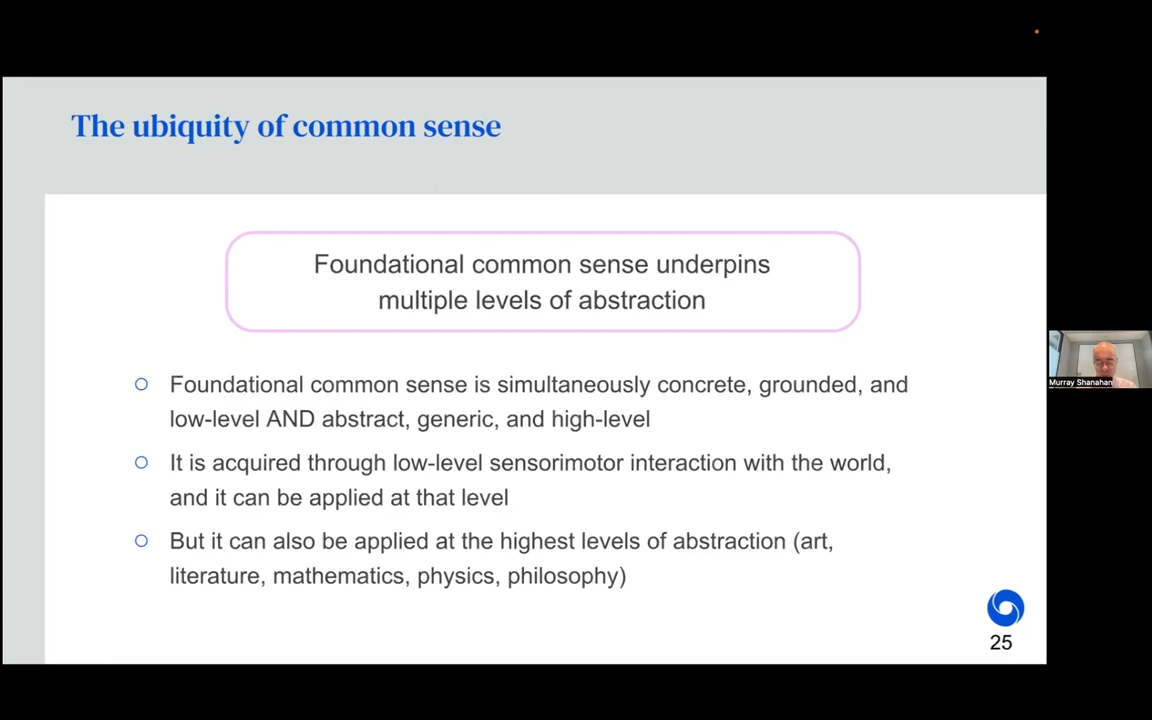 The ubiquity of common sense
Foundational common sense underpins
multiple levels of abstraction
Foundational common sense is simultaneously concrete, grounded, and
low-level AND abstract, generic, and high-level
It is acquired through low-level sensorimotor interaction with the world,
and it can be applied at that level
But it can also be applied at the highest levels of abstraction (art,
literature, mathematics, physics, philosophy)
25
Murray Shanahan